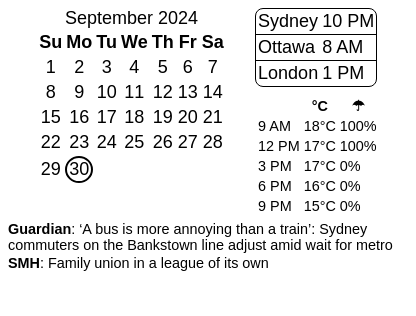 September 2024
Su Mo Tu We Th Fr Sa
1 2 3 4 5 6 7
8 9 10 11 12 13 14
15 16 17 18 19 20 21
22 23 24 25 26 27 28
29 30
Sydney 10 PM
Ottawa 8 AM
London 1 PM
°C ☂
9 AM 18°C 100%
12 PM 17°C 100%
3 PM 17°C 0%
6 PM 16°C 0%
9 PM 15°C 0%
Guardian: ‘A bus is more annoying than a train’: Sydney
commuters on the Bankstown line adjust amid wait for metro
SMH: Family union in a league of its own